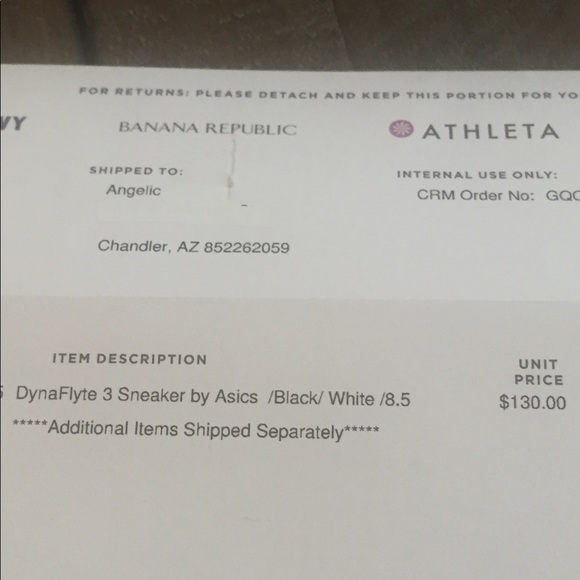 FOR RETURNS: PLEASE DETACH AND KEEP THIS PORTION FOR YO
VY BANANA REPUBLIC ATHLETA
SHIPPED TO: INTERNAL USE ONLY:
Angelic CRM Order No: GQO
Chandler, AZ 852262059
ITEM DESCRIPTION UNIT PRICE
DynaFlyte 3 Sneaker by Asics /Black/ White /8.5 $130.00
*****Additional Items Shipped Separately*****